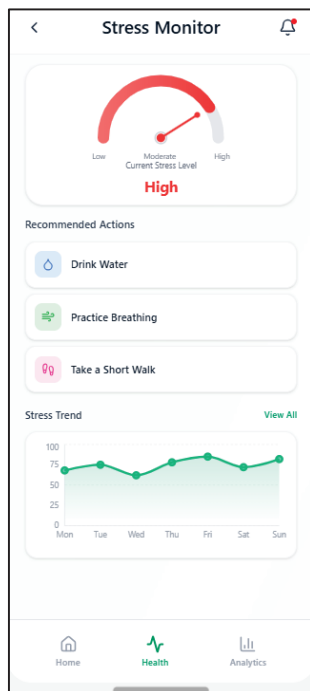 Stress Monitor
Low Moderate High
Current Stress Level
High
Recommended Actions
Drink Water
Practice Breathing
Take a Short Walk
Stress Trend View All
100
75
50
25
0
Mon Tue Wed Thu Fri Sat Sun
Home Health Analytics